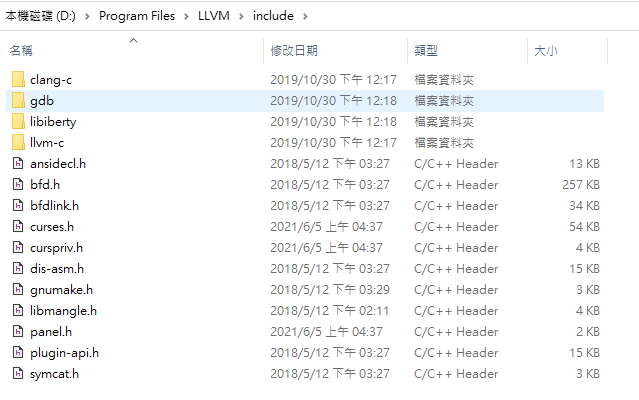 本機磁碟 (D:) > Program Files > LLVM > include >
名稱 修改日期 類型 大小
clang-c 2019/10/30 下午 12:17 檔案資料夾
gdb 2019/10/30 下午 12:18 檔案資料夾
libiberty 2019/10/30 下午 12:18 檔案資料夾
llvm-c 2019/10/30 下午 12:17 檔案資料夾
ansidecl.h 2018/5/12 下午 03:27 C/C++ Header 13 KB
bfd.h 2018/5/12 下午 03:27 C/C++ Header 257 KB
bfdlink.h 2018/5/12 下午 03:27 C/C++ Header 34 KB
curses.h 2021/6/5 上午 04:37 C/C++ Header 54 KB
curspriv.h 2021/6/5 上午 04:37 C/C++ Header 4 KB
dis-asm.h 2018/5/12 下午 03:27 C/C++ Header 15 KB
gnumake.h 2018/5/12 下午 03:29 C/C++ Header 3 KB
libmangle.h 2018/5/12 下午 02:11 C/C++ Header 4 KB
panel.h 2021/6/5 上午 04:37 C/C++ Header 2 KB
plugin-api.h 2018/5/12 下午 03:27 C/C++ Header 15 KB
symcat.h 2018/5/12 下午 03:27 C/C++ Header 3 KB